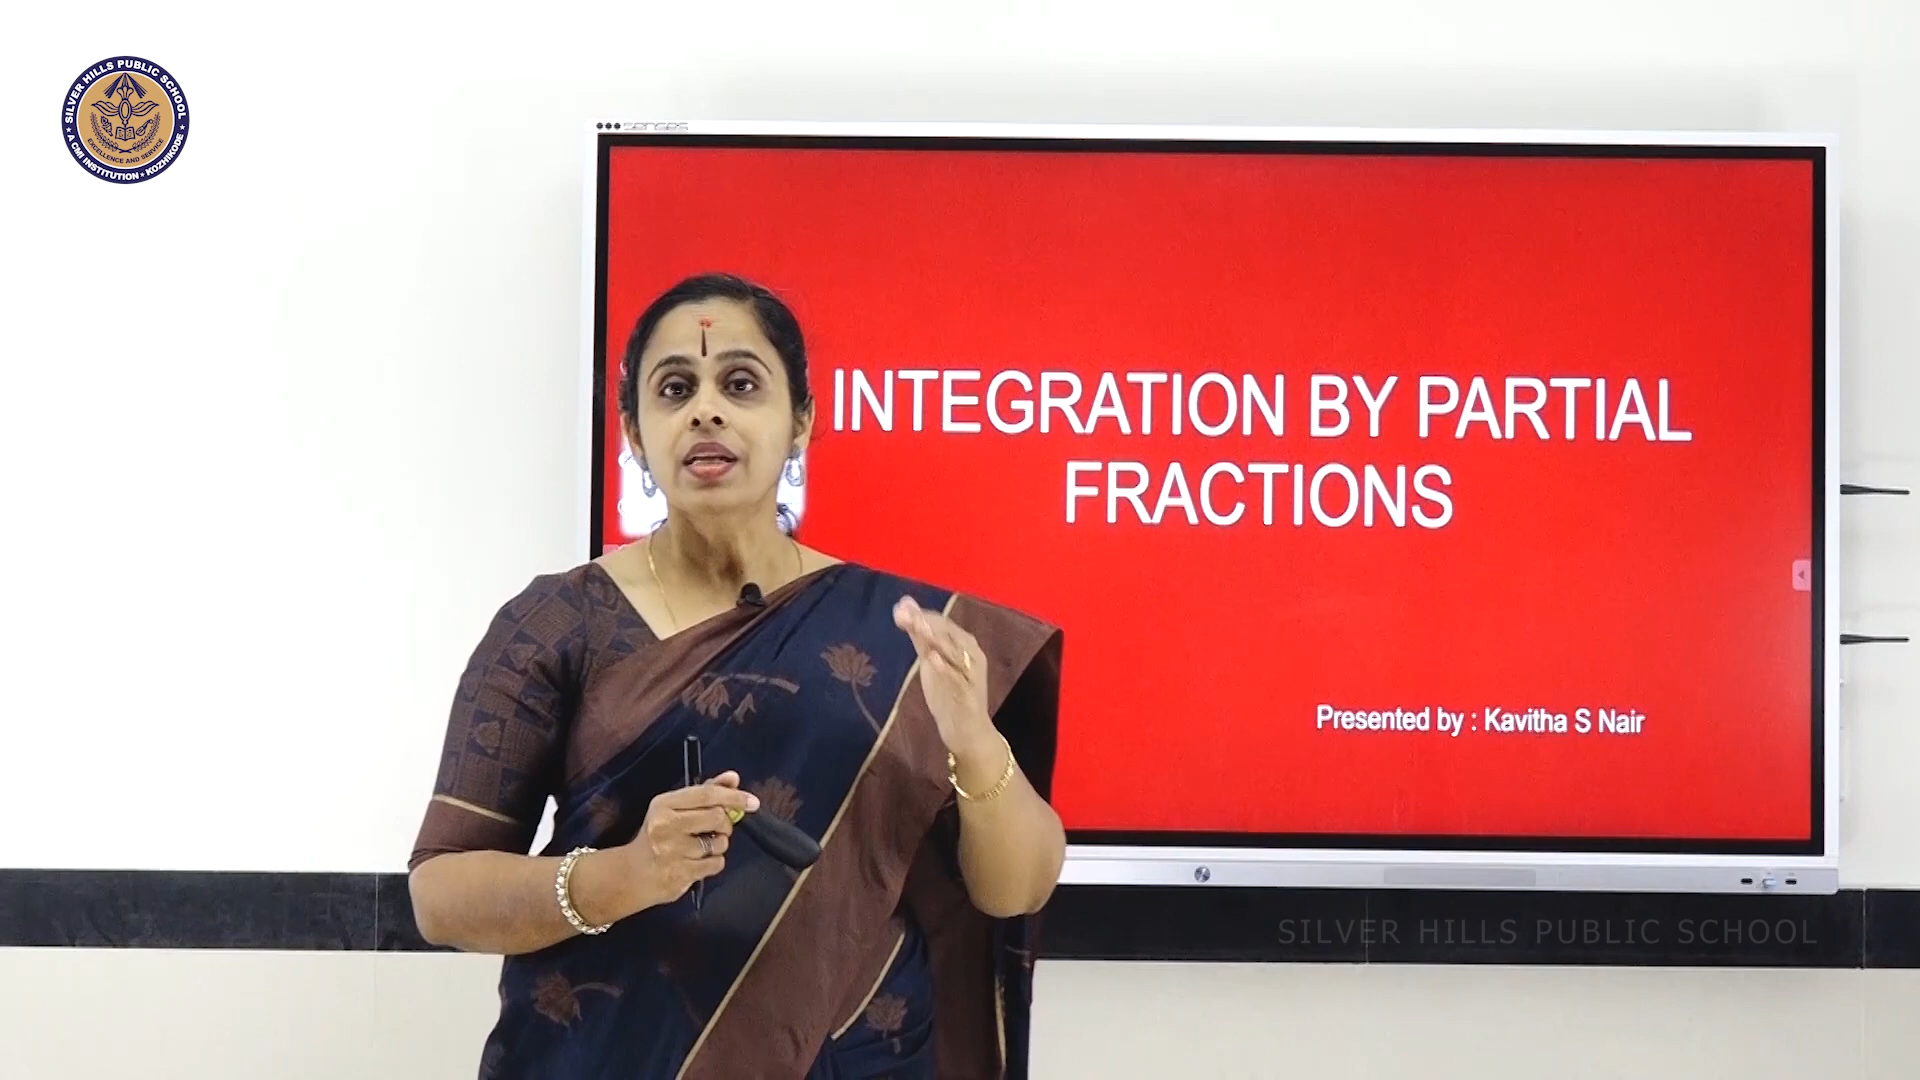 SILVER HILLS PUBLIC SCHOOL
EXCELLENCE AND SERVICE
A CMI INSTITUTION • KOZHIKODE
senses
INTEGRATION BY PARTIAL
FRACTIONS
Presented by : Kavitha S Nair
SILVER HILLS PUBLIC SCHOOL